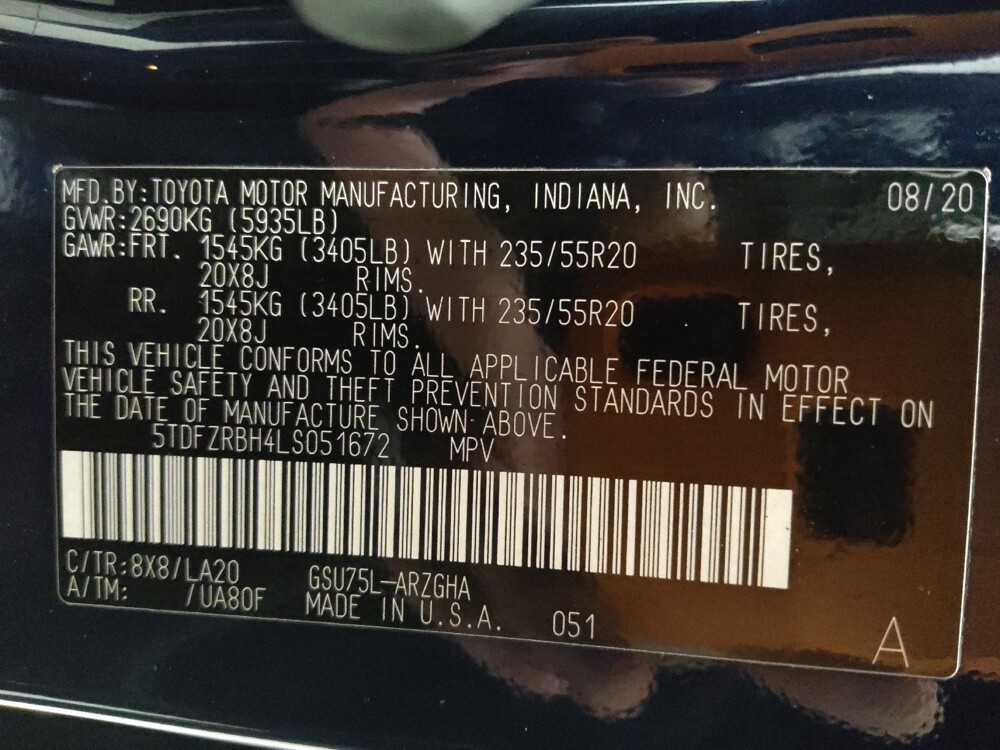 MFD.BY:TOYOTA MOTOR MANUFACTURING, INDIANA, INC. 08/20
GVWR:2690KG (5935LB)
GAWR:FRT. 1545KG (3405LB) WITH 235/55R20 TIRES,
20X8J RIMS.
RR. 1545KG (3405LB) WITH 235/55R20 TIRES,
20X8J RIMS.
THIS VEHICLE CONFORMS TO ALL APPLICABLE FEDERAL MOTOR
VEHICLE SAFETY AND THEFT PREVENTION STANDARDS IN EFFECT ON
THE DATE OF MANUFACTURE SHOWN ABOVE.
5TDFZRBH4LS051672 MPV
C/TR:8X8/LA20 GSU75L-ARZGHA
A/TM: /UA80F MADE IN U.S.A. 051 A